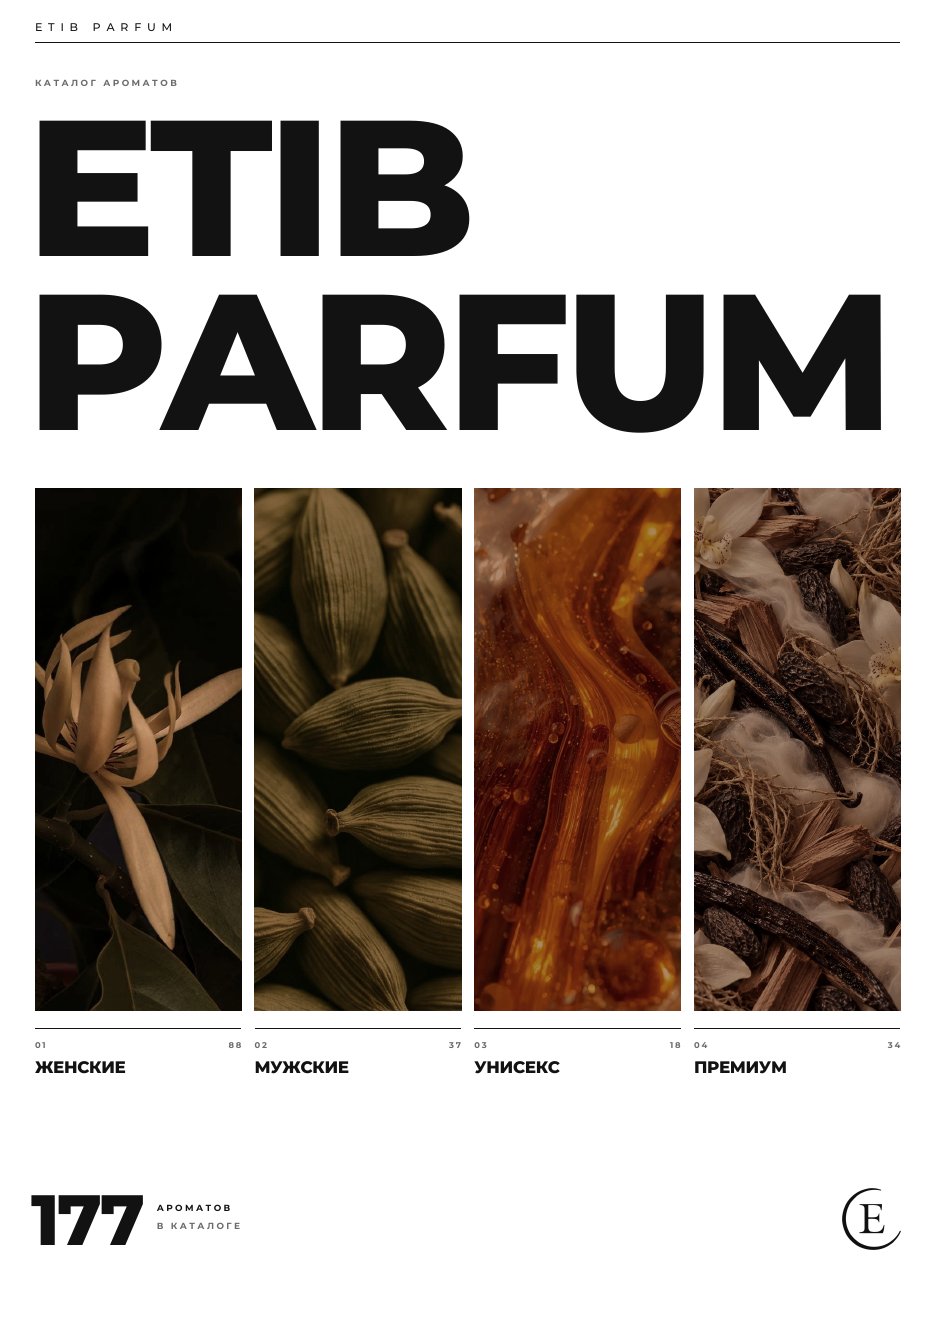 ETIB PARFUM
КАТАЛОГ АРОМАТОВ
ETIB
PARFUM
01 88
ЖЕНСКИЕ
02 37
МУЖСКИЕ
03 18
УНИСЕКС
04 34
ПРЕМИУМ
177
АРОМАТОВ
В КАТАЛОГЕ
E